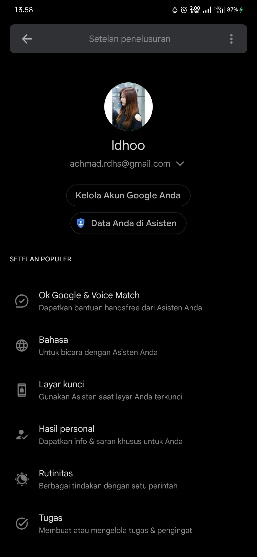 13.58
87%
Setelan penelusuran
Idhoo
achmad.rdhs@gmail.com
Kelola Akun Google Anda
Data Anda di Asisten
SETELAN POPULER
Ok Google & Voice Match
Dapatkan bantuan handsfree dari Asisten Anda
Bahasa
Untuk bicara dengan Asisten Anda
Layar kunci
Gunakan Asisten saat layar Anda terkunci
Hasil personal
Dapatkan info & saran khusus untuk Anda
Rutinitas
Berbagai tindakan dengan satu perintah
Tugas
Membuat atau mengelola tugas & pengingat